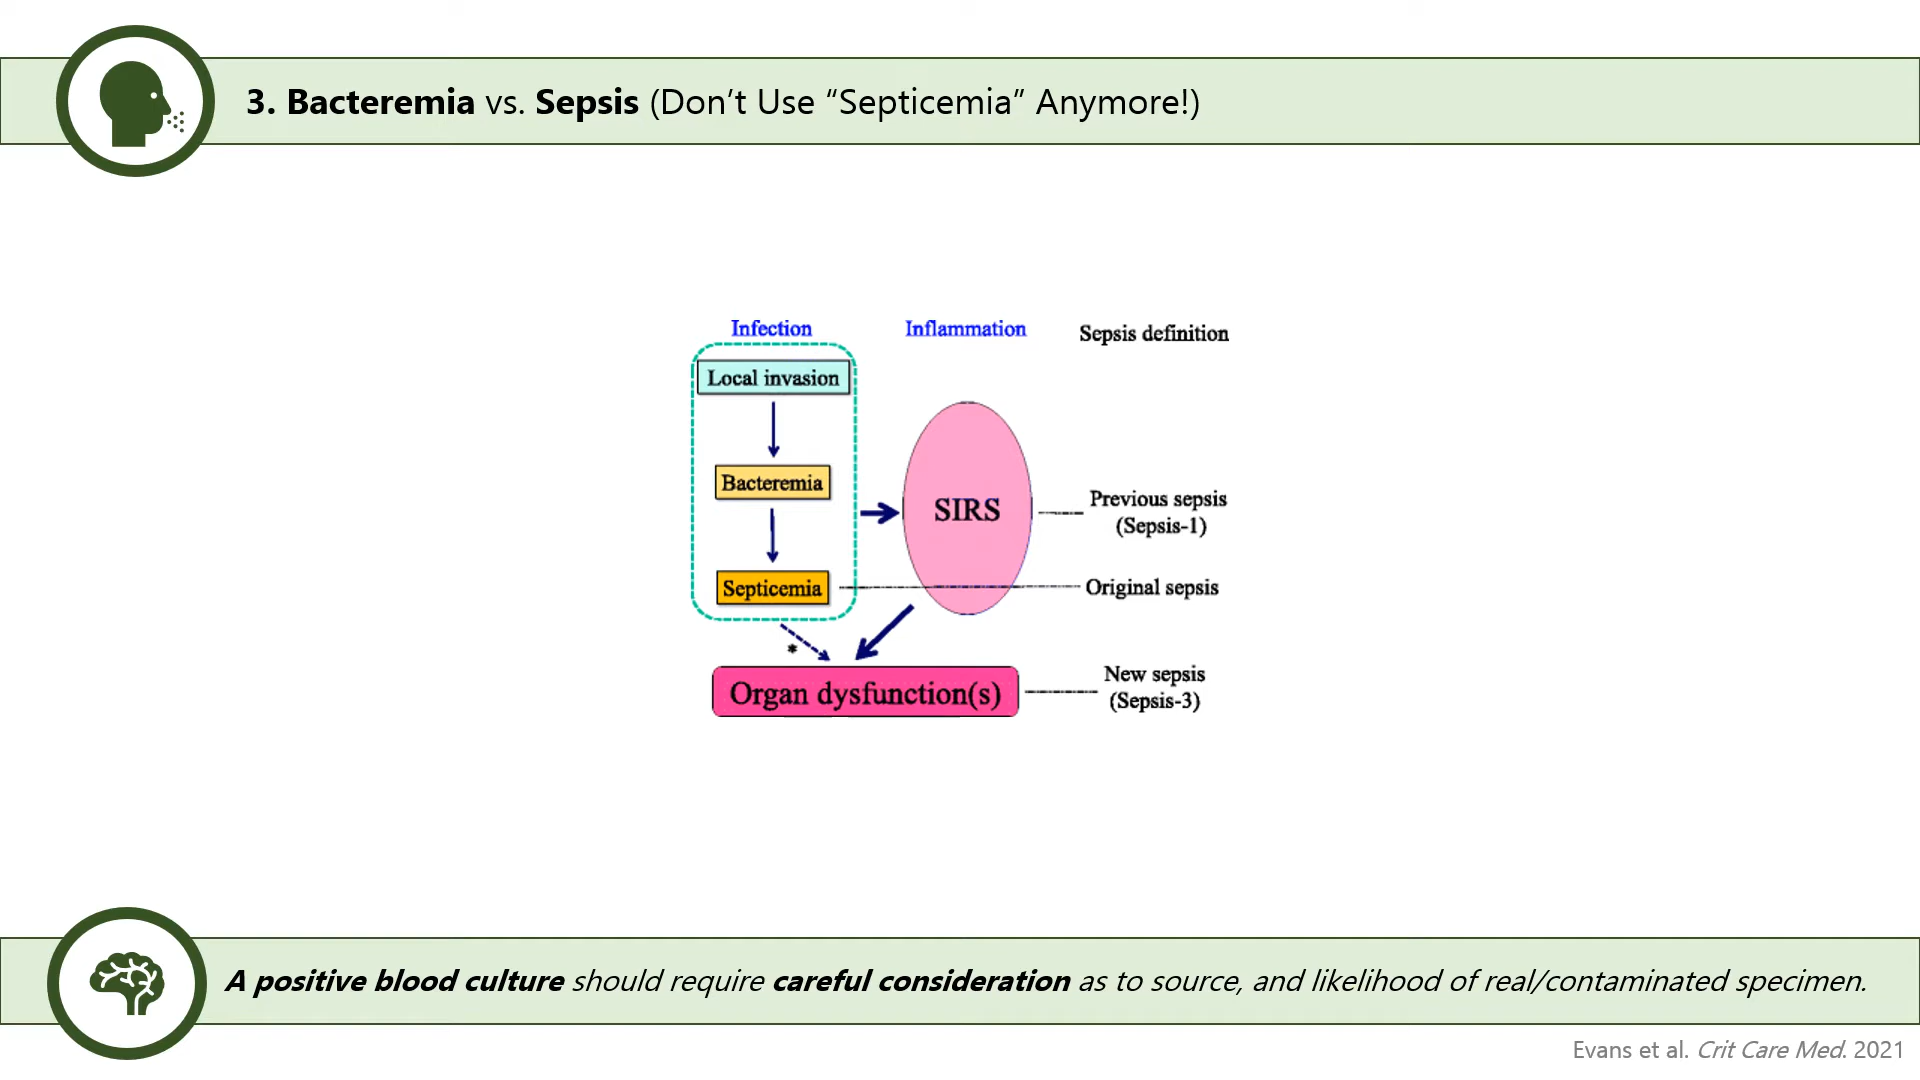 3. Bacteremia vs. Sepsis (Don’t Use “Septicemia” Anymore!)
Infection
Inflammation
Sepsis definition
Local invasion
Bacteremia
SIRS
Previous sepsis
(Sepsis-1)
Septicemia
Original sepsis
*
Organ dysfunction(s)
New sepsis
(Sepsis-3)
A positive blood culture should require careful consideration as to source, and likelihood of real/contaminated specimen.
Evans et al. Crit Care Med. 2021